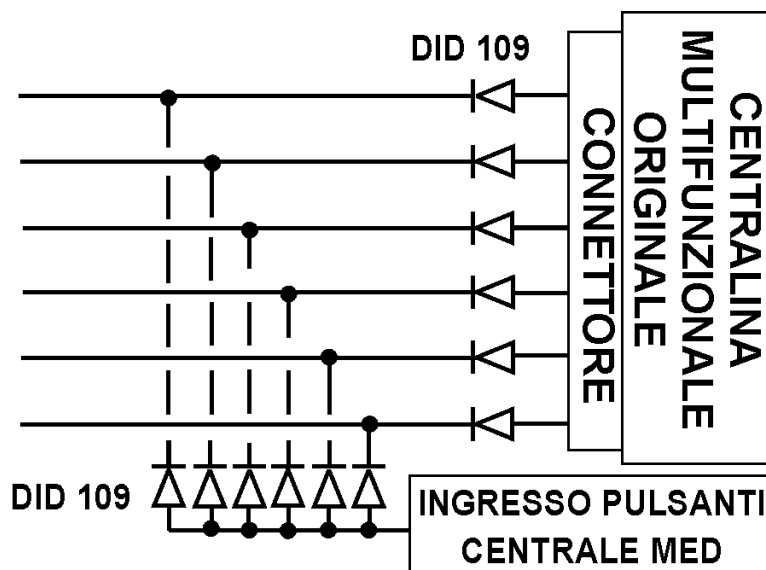 DID 109
CONNETTORE
CENTRALINA
MULTIFUNZIONALE
ORIGINALE
DID 109
INGRESSO PULSANTI
CENTRALE MED